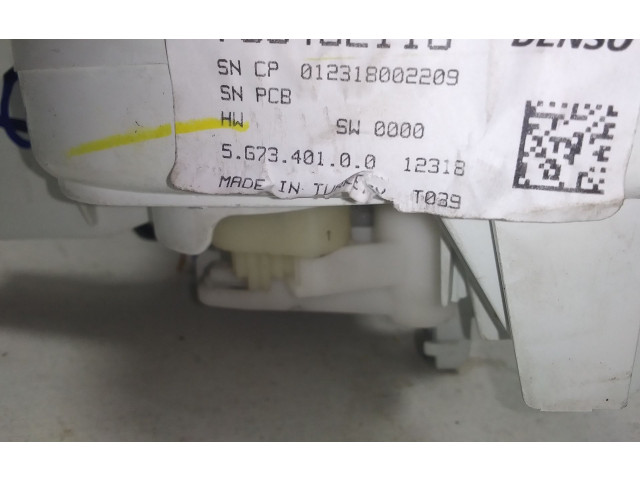 DENSO
SN CP 012318002209
SN PCB
HW SW 0000
5.G73.401.0.0 12318
MADE IN T039